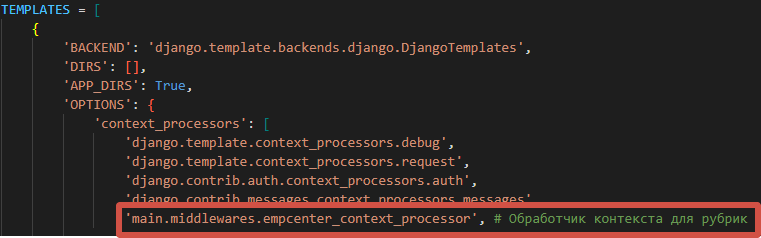 TEMPLATES = [
{
'BACKEND': 'django.template.backends.django.DjangoTemplates',
'DIRS': [],
'APP_DIRS': True,
'OPTIONS': {
'context_processors': [
'django.template.context_processors.debug',
'django.template.context_processors.request',
'django.contrib.auth.context_processors.auth',
'django.contrib.messages.context_processors.messages'
'main.middlewares.empcenter_context_processor', # Обработчик контекста для рубрик